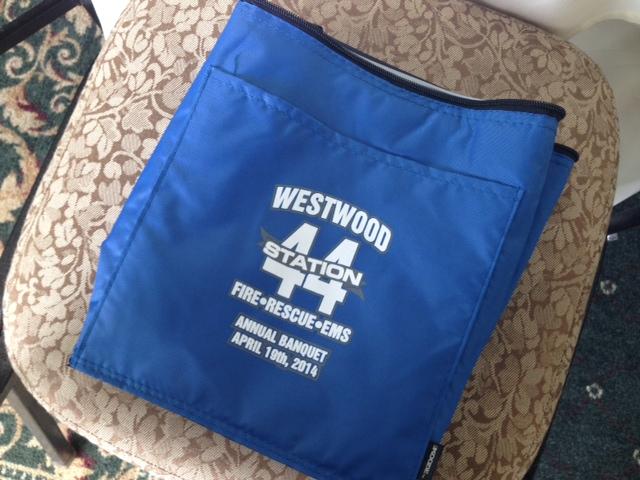 WESTWOOD
44
STATION
FIRE•RESCUE•EMS
ANNUAL BANQUET
APRIL 19th, 2014